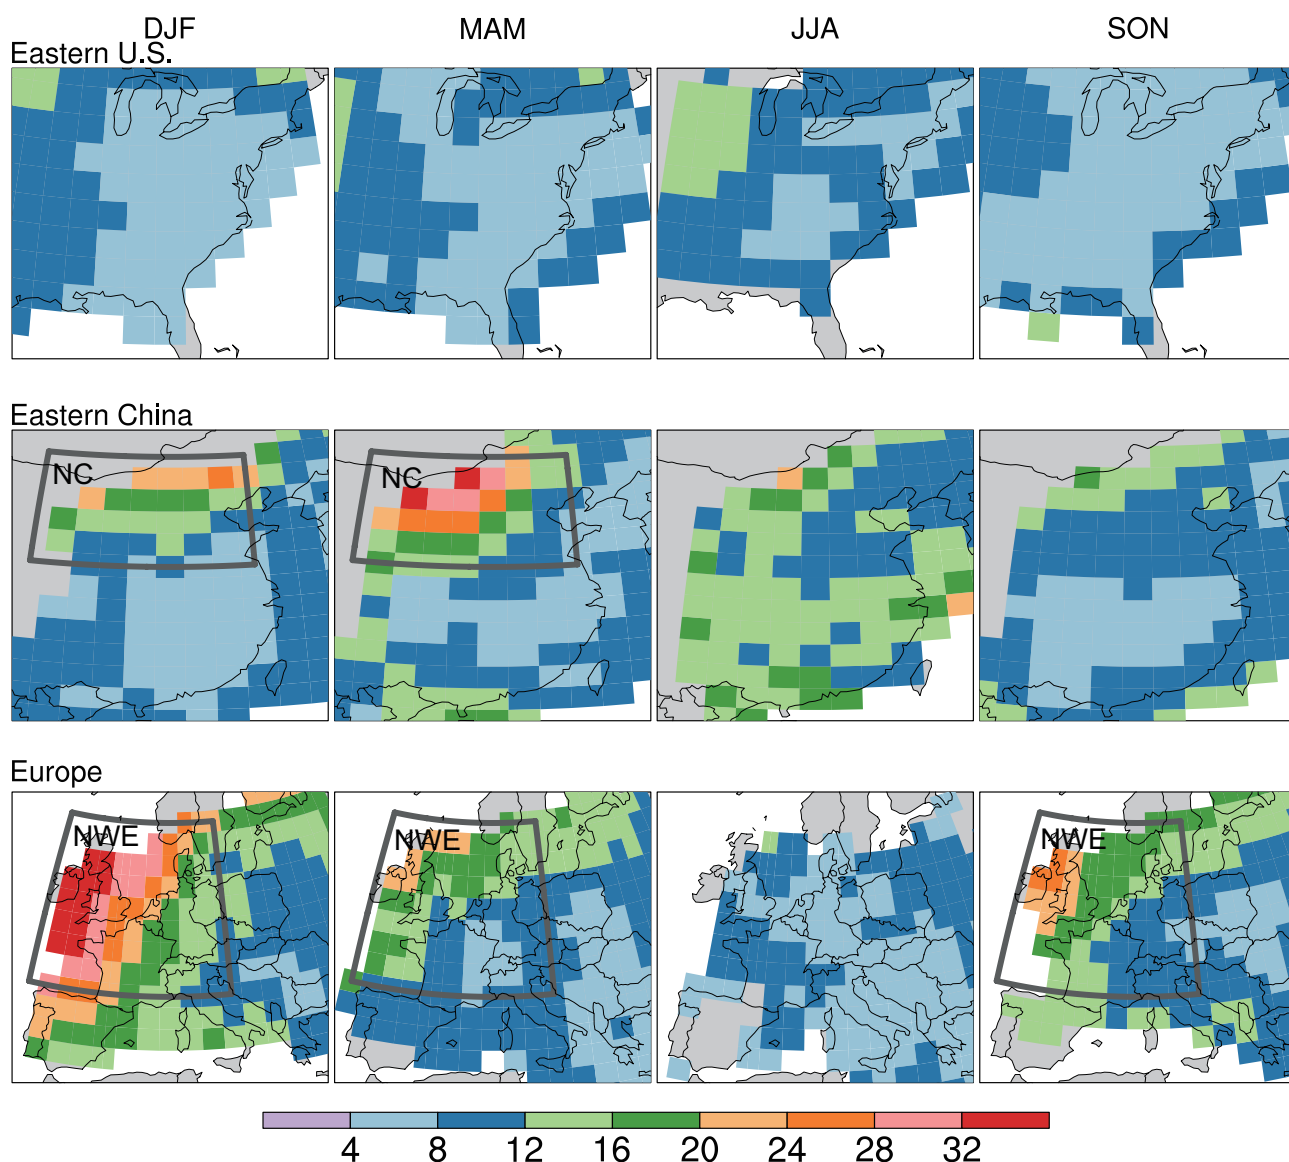 DJF MAM JJA SON
Eastern U.S.
Eastern China
NC NC
Europe
NWE NWE NWE
4 8 12 16 20 24 28 32